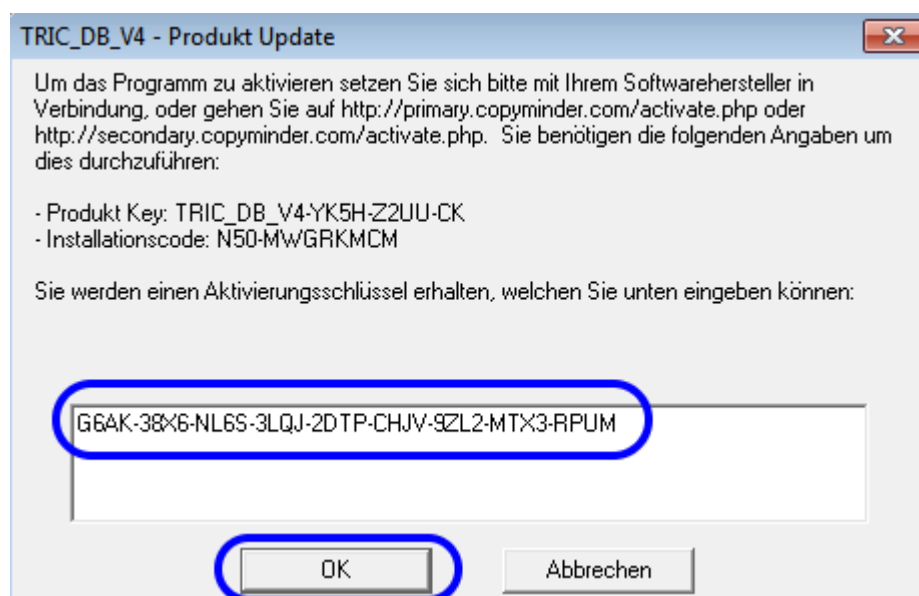 TRIC_DB_V4 - Produkt Update
Um das Programm zu aktivieren setzen Sie sich bitte mit Ihrem Softwarehersteller in
Verbindung, oder gehen Sie auf http://primary.copyminder.com/activate.php oder
http://secondary.copyminder.com/activate.php. Sie benötigen die folgenden Angaben um
dies durchzuführen:
- Produkt Key: TRIC_DB_V4-YK5H-Z2UU-CK
- Installationscode: N50-MWGRKMCM
Sie werden einen Aktivierungsschlüssel erhalten, welchen Sie unten eingeben können:
G6AK-38X6-NL6S-3LQJ-2DTP-CHJV-9ZL2-MTX3-RPUM
OK Abbrechen